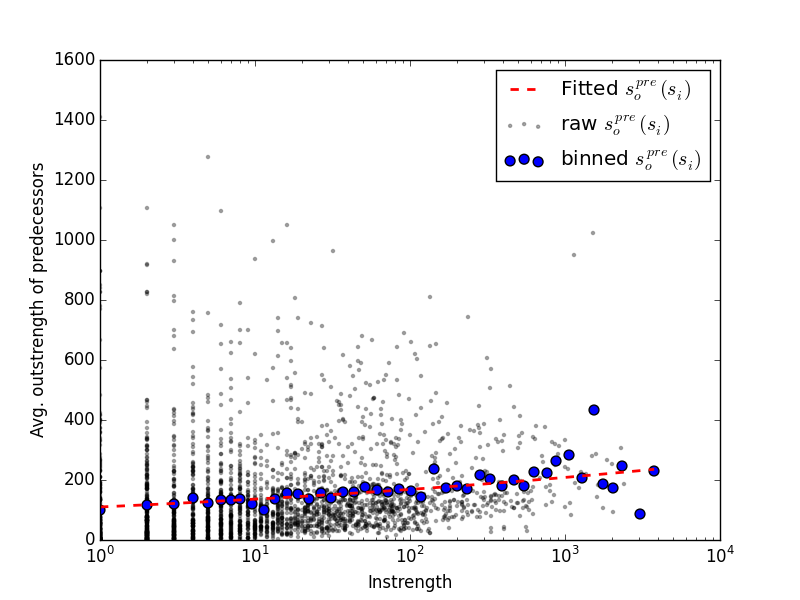 1600
1400
1200
1000
800
600
400
200
0
Avg. outstrength of predecessors
Fitted $s_o^{pre}(s_i)$
raw $s_o^{pre}(s_i)$
binned $s_o^{pre}(s_i)$
10^0 10^1 10^2 10^3 10^4
Instrength